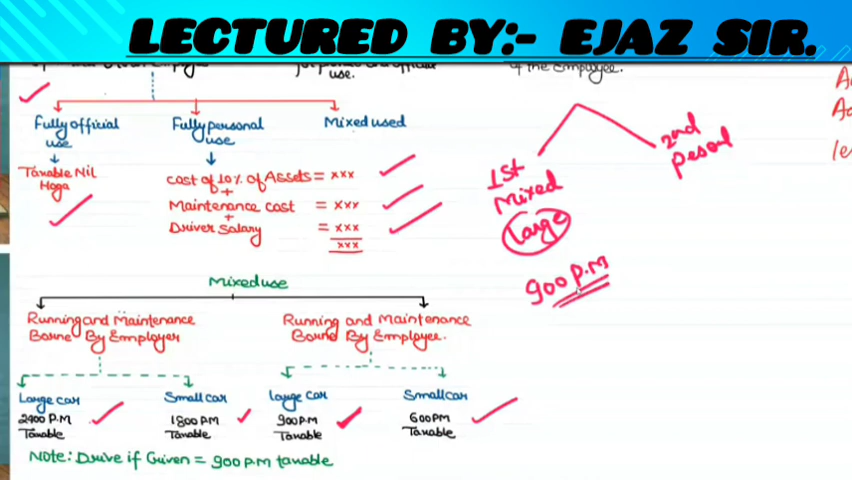 LECTURED BY:- EJAZ SIR.
use.
of the employee.
Fully official
use
Fully personal
use
Mixed used
Taxable Nil
Hoga
Cost of 10% of Assets = xxx
+
Maintenance cost = xxx
+
Driver Salary = xxx
xxx
1st
Mixed
Large
900 P.M
2nd
Mixed use
Running and Maintenance
Borne By Employer
Running and Maintenance
Bound By Employee.
Large car
2400 P.M
Taxable
Small car
1800 P.M
Taxable
Large car
900 P.M
Taxable
Small car
600 PM
Taxable
Note: Drive if Given = 900 P.M taxable